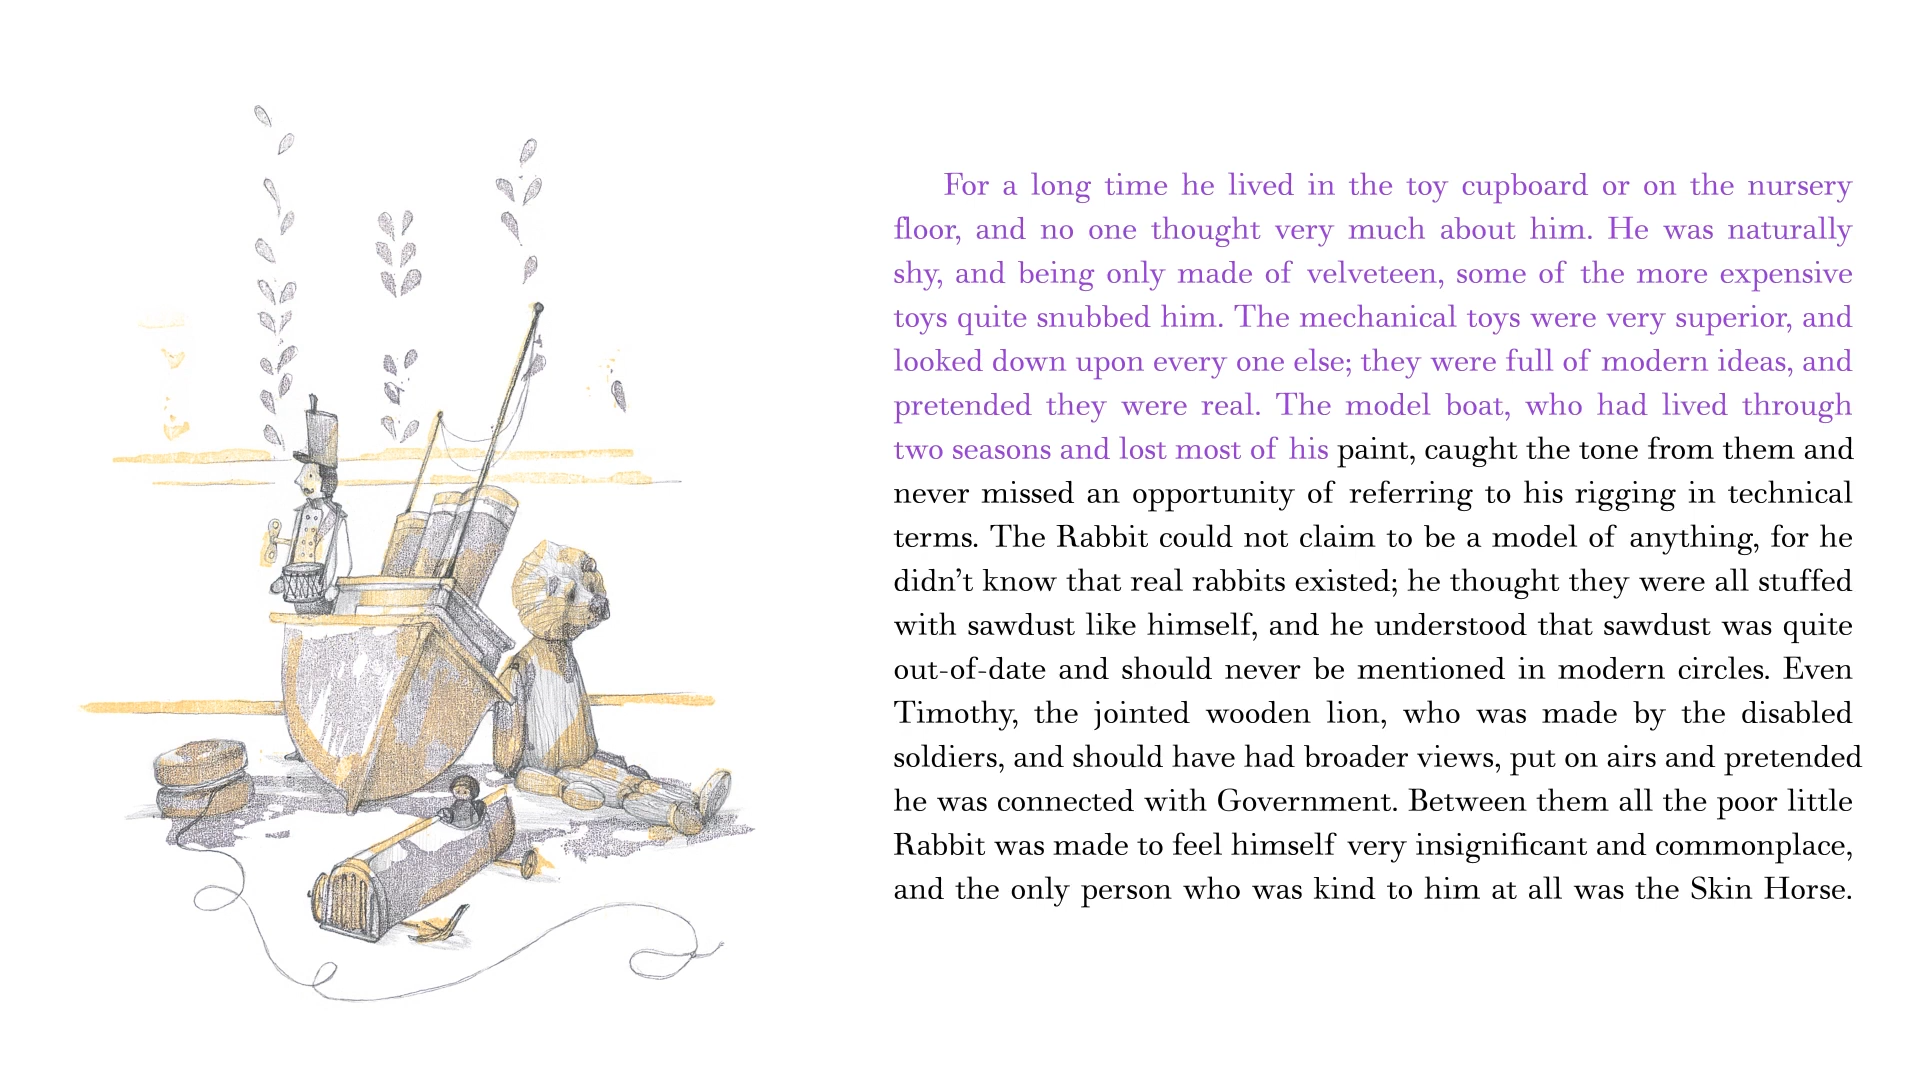 For a long time he lived in the toy cupboard or on the nursery
floor, and no one thought very much about him. He was naturally
shy, and being only made of velveteen, some of the more expensive
toys quite snubbed him. The mechanical toys were very superior, and
looked down upon every one else; they were full of modern ideas, and
pretended they were real. The model boat, who had lived through
two seasons and lost most of his paint, caught the tone from them and
never missed an opportunity of referring to his rigging in technical
terms. The Rabbit could not claim to be a model of anything, for he
didn’t know that real rabbits existed; he thought they were all stuffed
with sawdust like himself, and he understood that sawdust was quite
out-of-date and should never be mentioned in modern circles. Even
Timothy, the jointed wooden lion, who was made by the disabled
soldiers, and should have had broader views, put on airs and pretended
he was connected with Government. Between them all the poor little
Rabbit was made to feel himself very insignificant and commonplace,
and the only person who was kind to him at all was the Skin Horse.